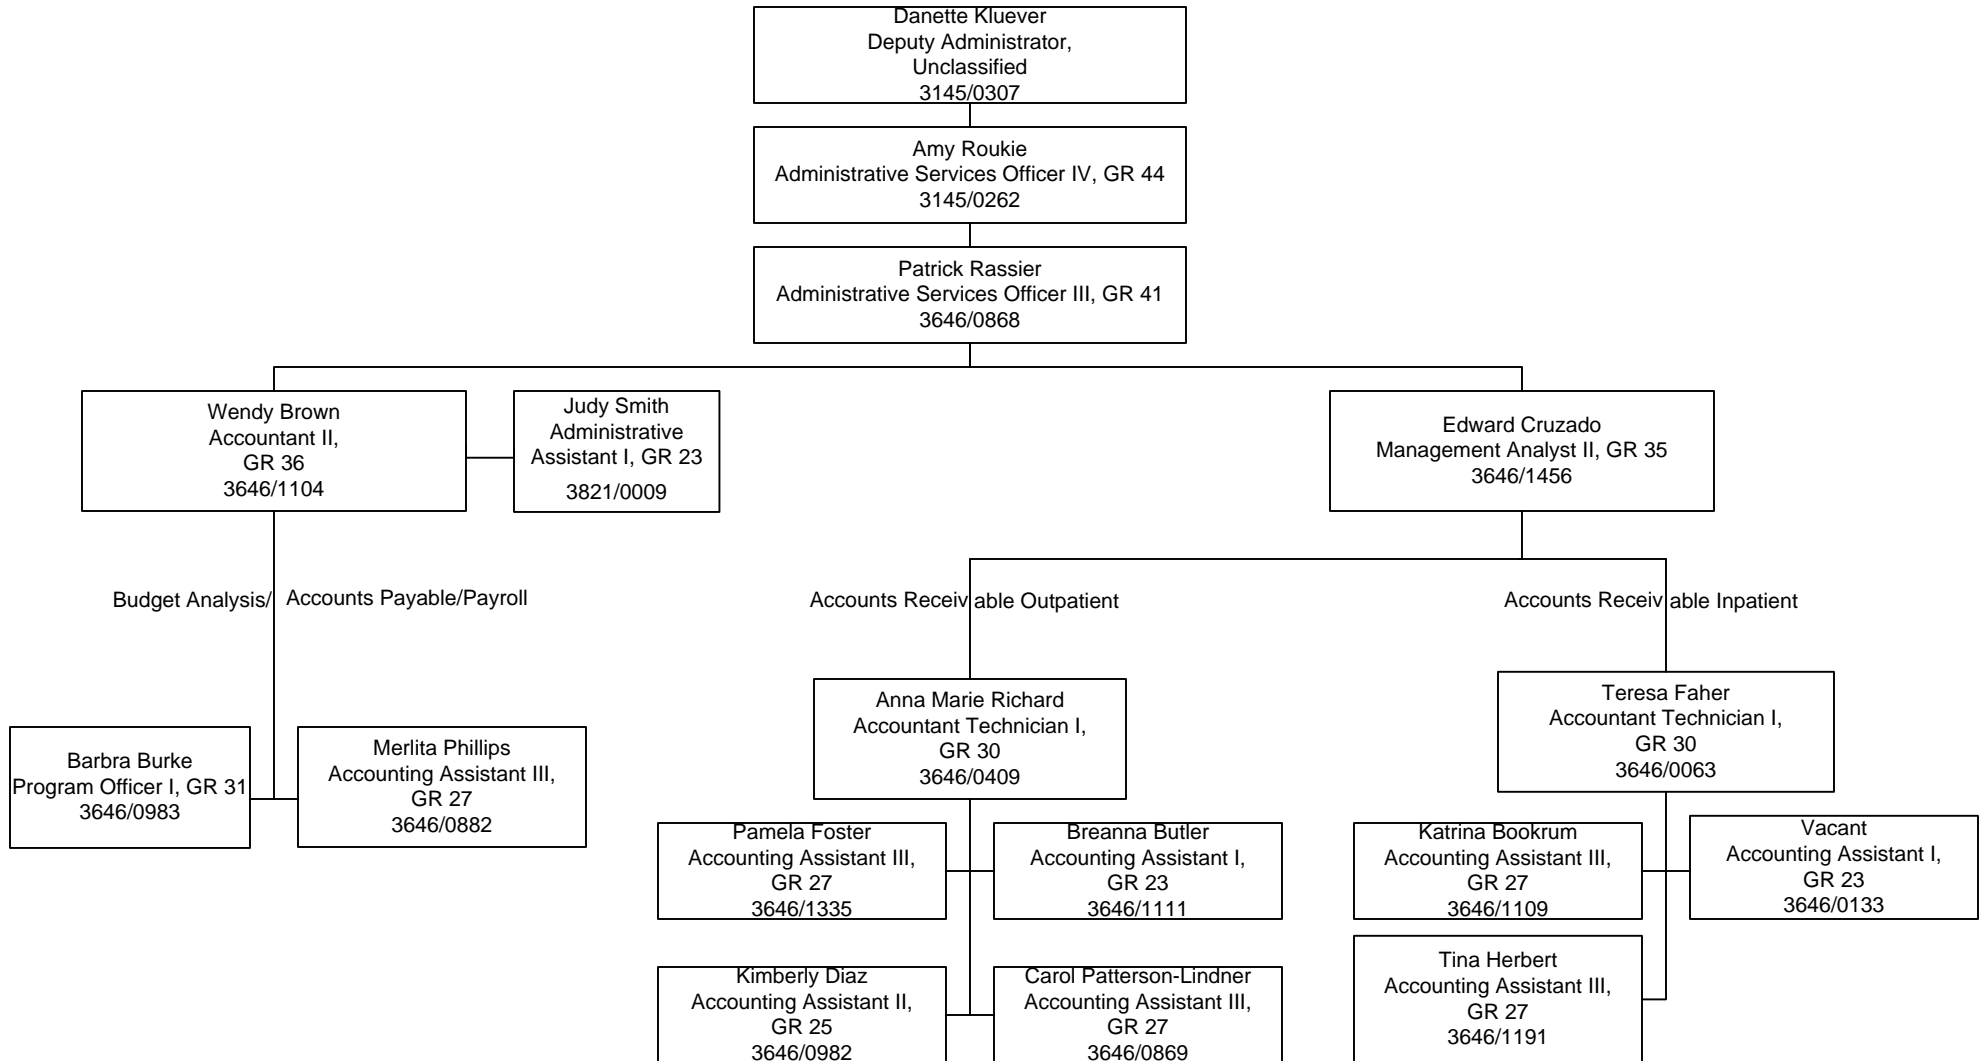 Danette Kluever
Deputy Administrator,
Unclassified
3145/0307
Amy Roukie
Administrative Services Officer IV, GR 44
3145/0262
Patrick Rassier
Administrative Services Officer III, GR 41
3646/0868
Wendy Brown
Accountant II,
GR 36
3646/1104
Judy Smith
Administrative
Assistant I, GR 23
3821/0009
Edward Cruzado
Management Analyst II, GR 35
3646/1456
Budget Analysis/ Accounts Payable/Payroll
Accounts Receivable Outpatient
Accounts Receivable Inpatient
Barbra Burke
Program Officer I, GR 31
3646/0983
Merlita Phillips
Accounting Assistant III,
GR 27
3646/0882
Anna Marie Richard
Accountant Technician I,
GR 30
3646/0409
Teresa Faher
Accountant Technician I,
GR 30
3646/0063
Pamela Foster
Accounting Assistant III,
GR 27
3646/1335
Breanna Butler
Accounting Assistant I,
GR 23
3646/1111
Katrina Bookrum
Accounting Assistant III,
GR 27
3646/1109
Vacant
Accounting Assistant I,
GR 23
3646/0133
Kimberly Diaz
Accounting Assistant II,
GR 25
3646/0982
Carol Patterson-Lindner
Accounting Assistant III,
GR 27
3646/0869
Tina Herbert
Accounting Assistant III,
GR 27
3646/1191